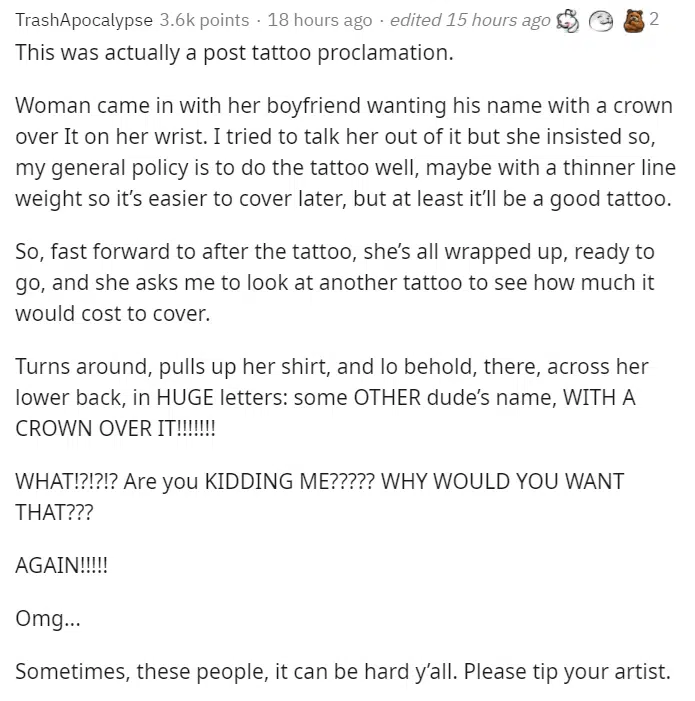 TrashApocalypse 3.6k points · 18 hours ago · edited 15 hours ago 2
This was actually a post tattoo proclamation.
Woman came in with her boyfriend wanting his name with a crown
over It on her wrist. I tried to talk her out of it but she insisted so,
my general policy is to do the tattoo well, maybe with a thinner line
weight so it’s easier to cover later, but at least it’ll be a good tattoo.
So, fast forward to after the tattoo, she’s all wrapped up, ready to
go, and she asks me to look at another tattoo to see how much it
would cost to cover.
Turns around, pulls up her shirt, and lo behold, there, across her
lower back, in HUGE letters: some OTHER dude’s name, WITH A
CROWN OVER IT!!!!!!!
WHAT!?!?!? Are you KIDDING ME????? WHY WOULD YOU WANT
THAT???
AGAIN!!!!!
Omg...
Sometimes, these people, it can be hard y’all. Please tip your artist.